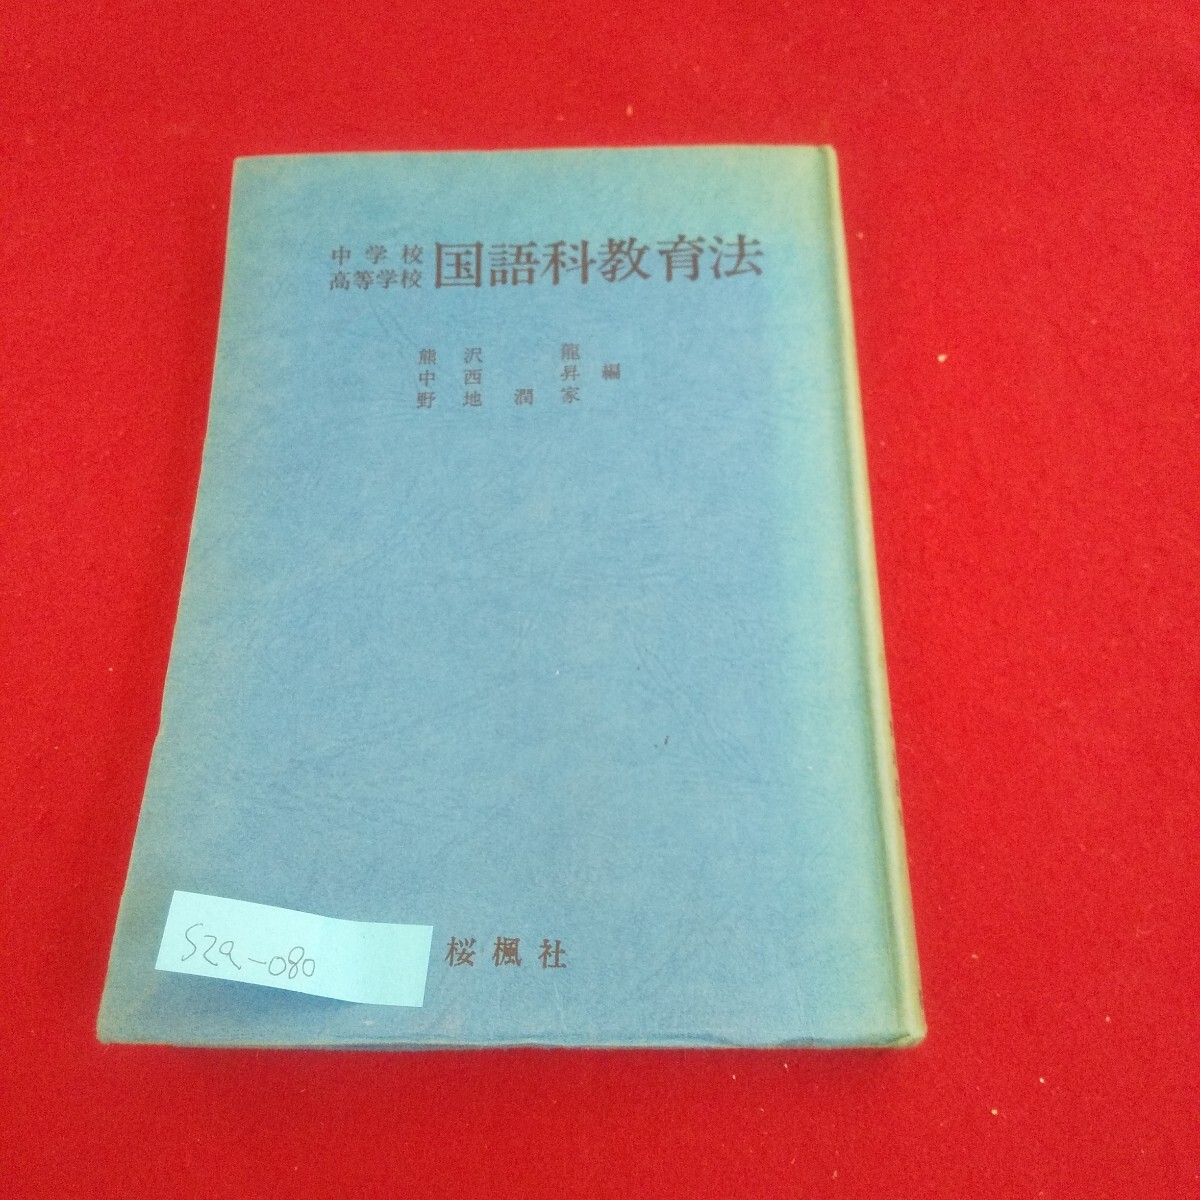 中学校
高等学校
国語科教育法
熊沢龍
中西昇
野地潤家
編
S2a-080
桜楓社